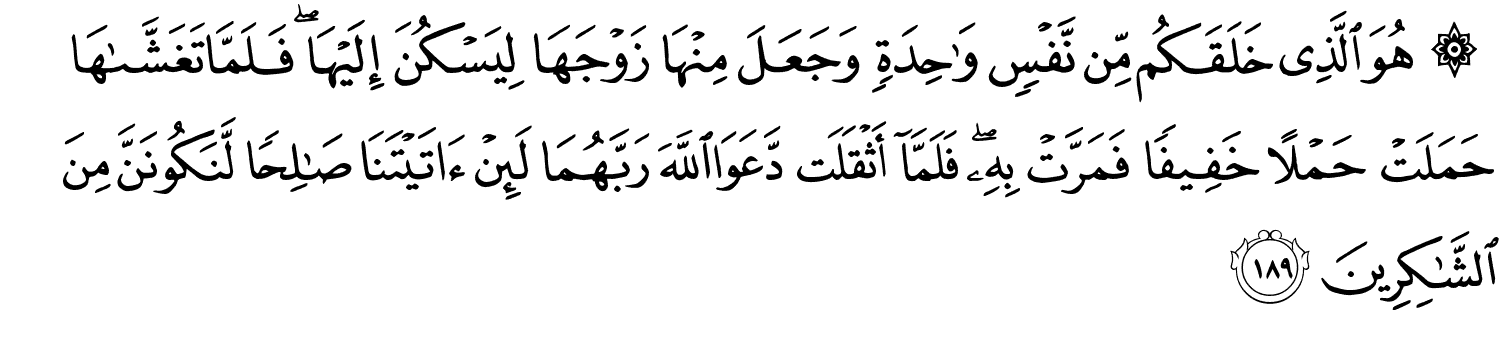 ۞ هُوَ ٱلَّذِى خَلَقَكُم مِّن نَّفْسٍ وَٰحِدَةٍ وَجَعَلَ مِنْهَا زَوْجَهَا لِيَسْكُنَ إِلَيْهَا ۖ فَلَمَّا تَغَشَّىٰهَا
حَمَلَتْ حَمْلًا خَفِيفًا فَمَرَّتْ بِهِۦ ۖ فَلَمَّآ أَثْقَلَت دَّعَوَا ٱللَّهَ رَبَّهُمَا لَئِنْ ءَاتَيْتَنَا صَـٰلِحًا لَّنَكُونَنَّ مِنَ
ٱلشَّـٰكِرِينَ ١٨٩